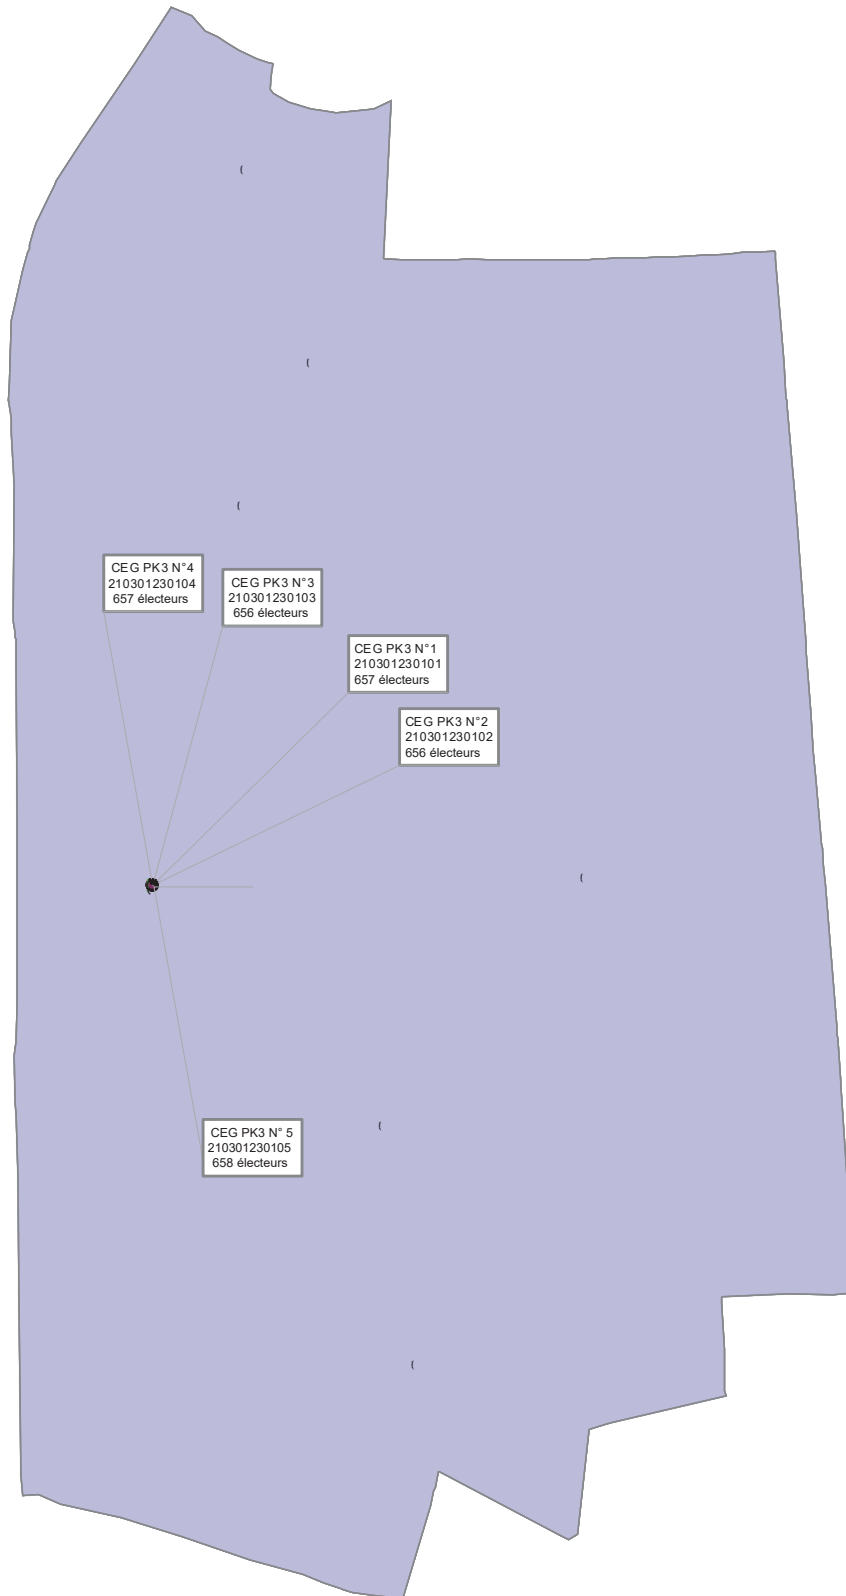 CEG PK3 N°4
210301230104
657 électeurs
CEG PK3 N°3
210301230103
656 électeurs
CEG PK3 N°1
210301230101
657 électeurs
CEG PK3 N°2
210301230102
656 électeurs
CEG PK3 N° 5
210301230105
658 électeurs